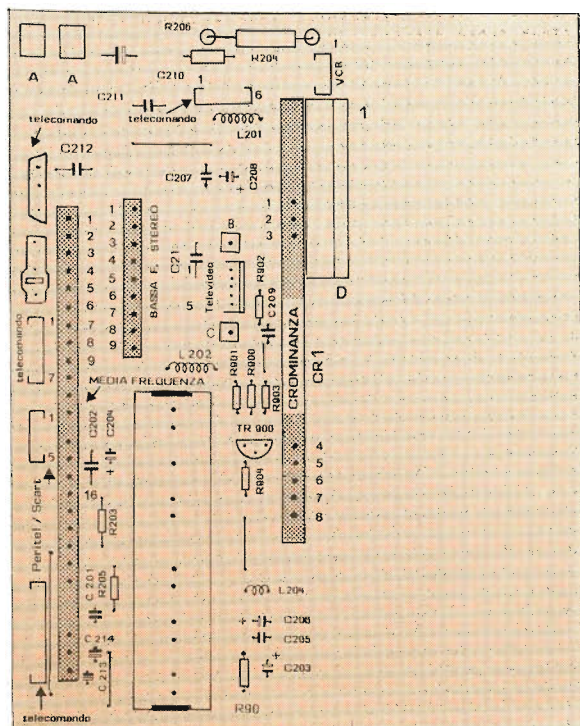 R206
R204
1
VCR
A
A
C210
1
6
C211
telecomando
telecomando
L201
1
C212
C207
C208
+
1
2
3
1
2
3
4
5
6
7
8
9
1
2
3
4
5
6
7
8
9
BASSA F. STEREO
B
C21
1
5
Televideo
C
R902
C209
D
CROMINANZA
CR1
telecomando
1
7
L202
MEDIA FREQUENZA
R901
R900
R903
1
5
C202
C204
+
16
TR 900
R904
4
5
6
7
8
R203
Peritel / Scart
C201
R205
L204
C214
C213
+
C206
C205
+
C203
R90
telecomando